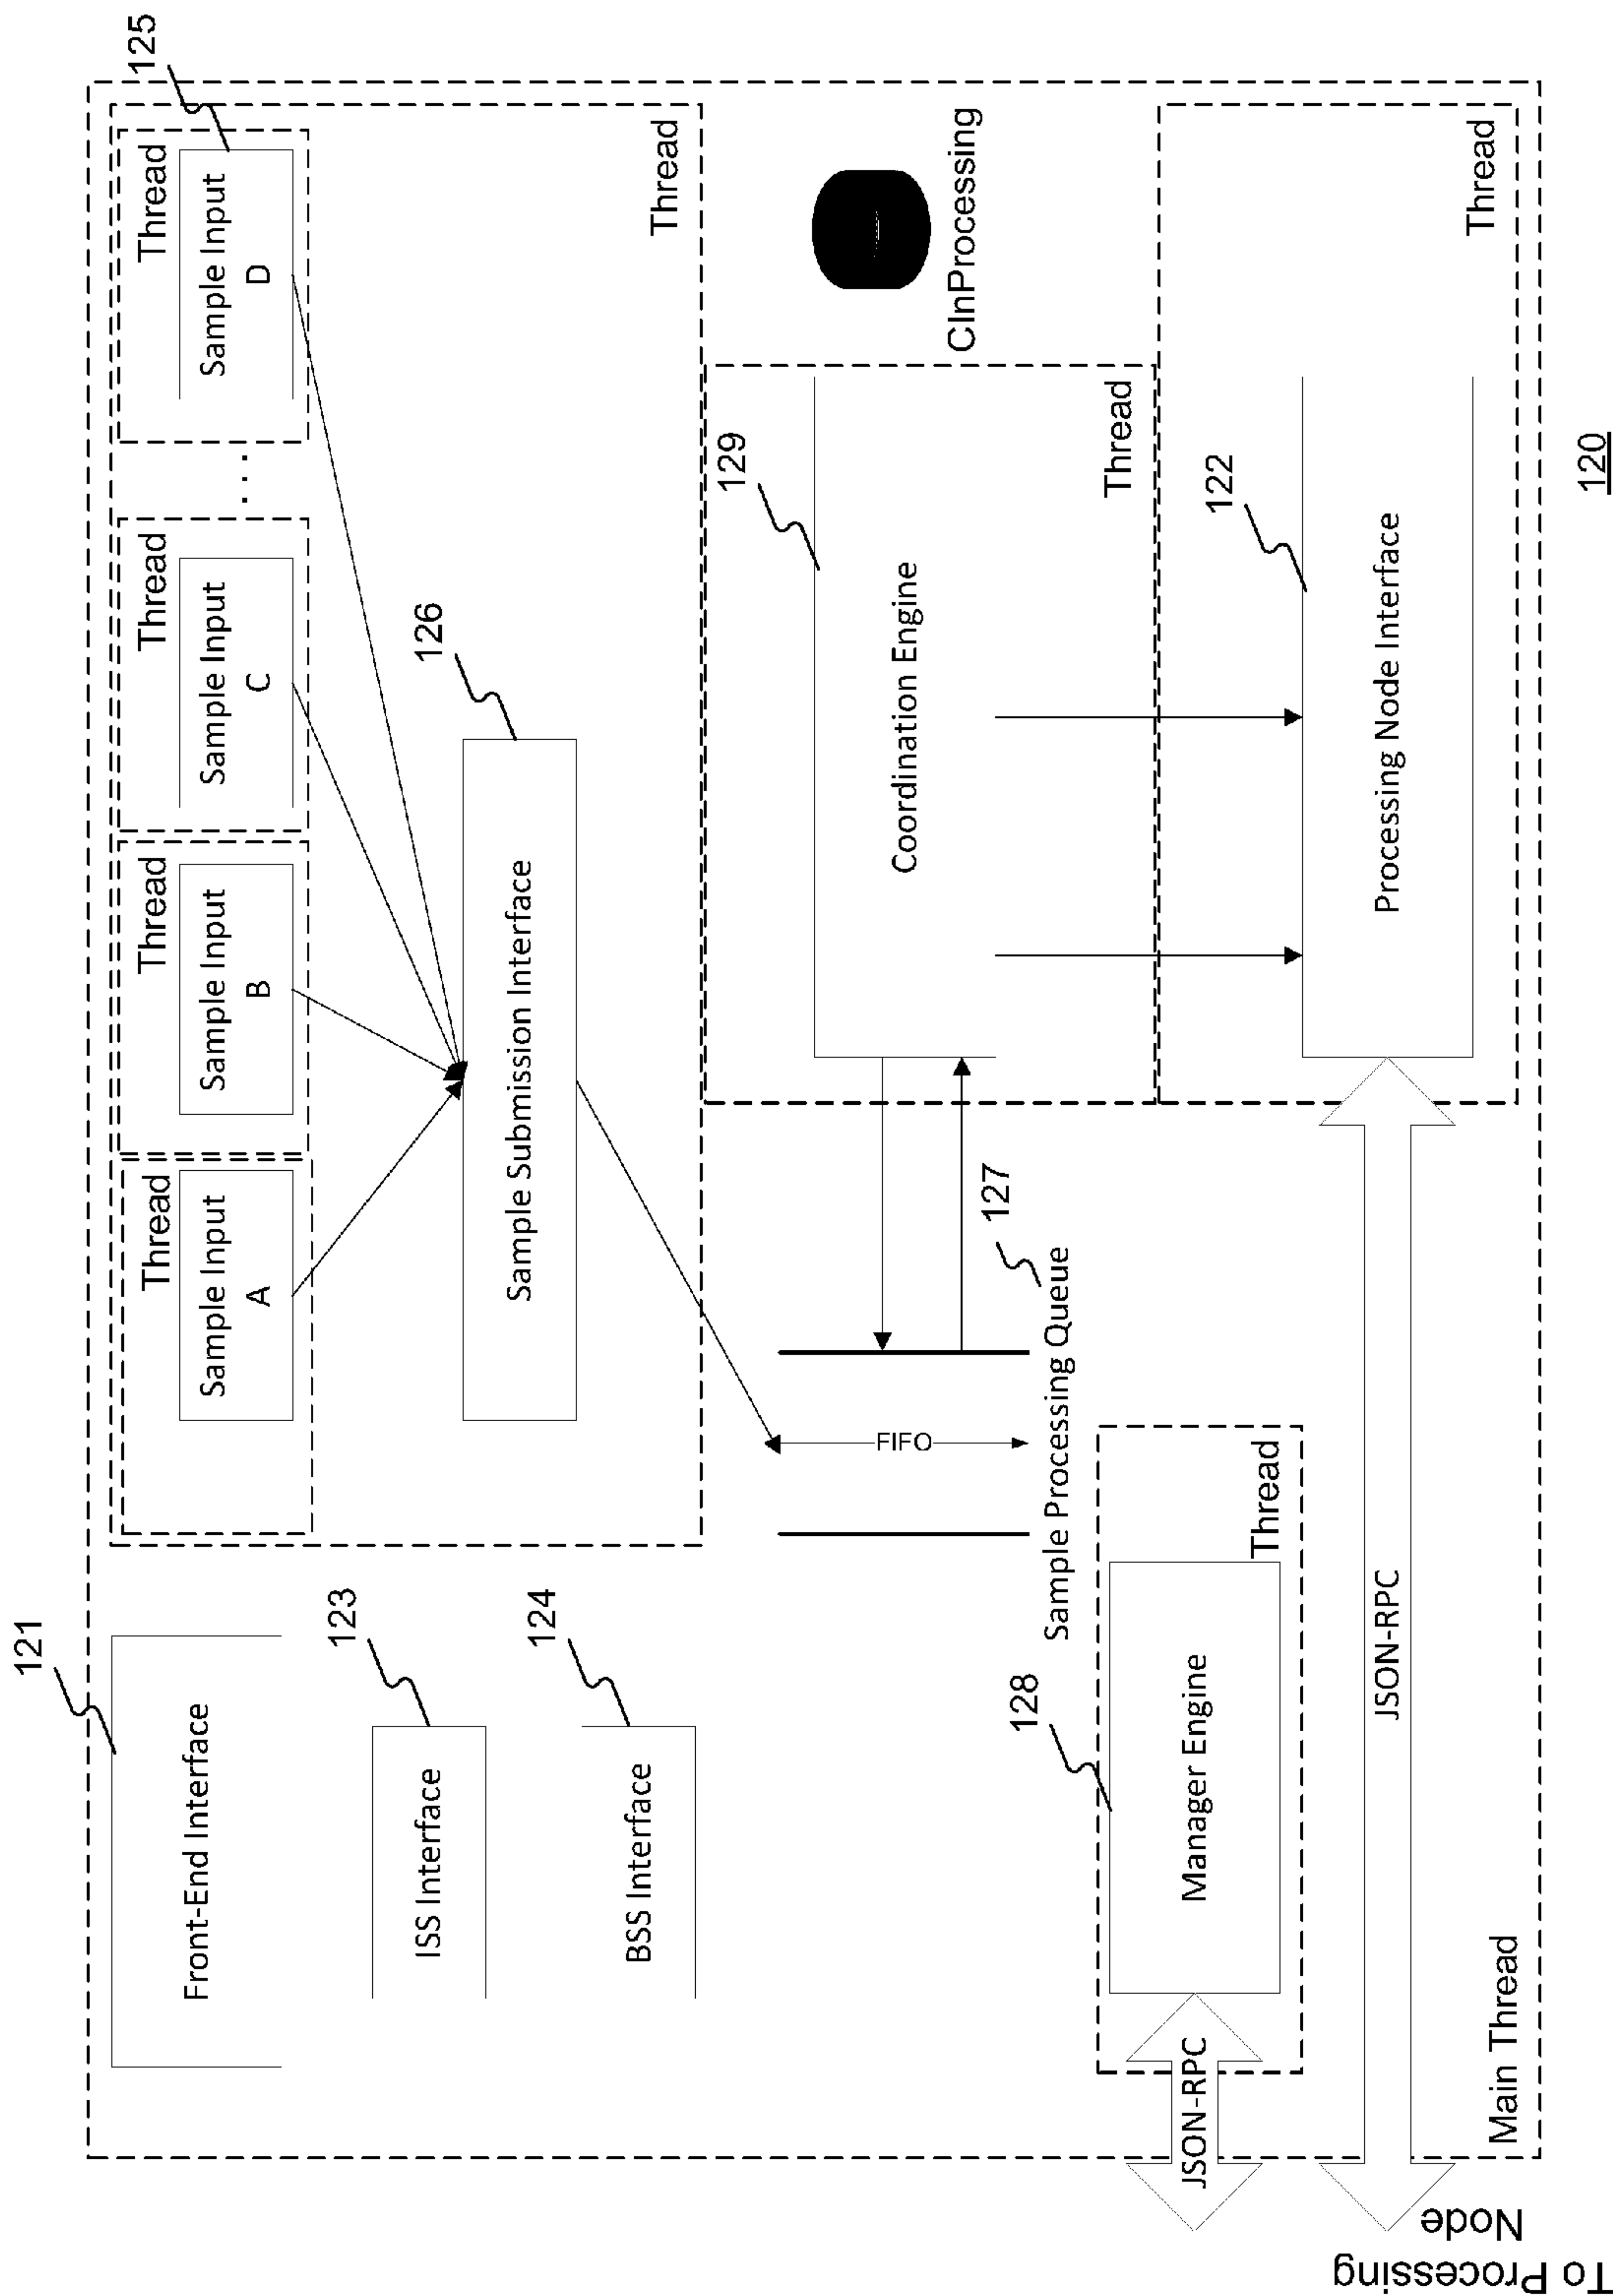 125
Thread
Sample Input
D
...
Thread
Sample Input
C
Thread
Sample Input
B
Thread
Sample Input
A
126
Sample Submission Interface
Thread
121
Front-End Interface
123
ISS Interface
124
BSS Interface
FIFO
Sample Processing Queue
127
129
Coordination Engine
Thread
CInProcessing
128
Manager Engine
Thread
JSON-RPC
122
Processing Node Interface
Thread
JSON-RPC
Main Thread
To Processing
Node
120